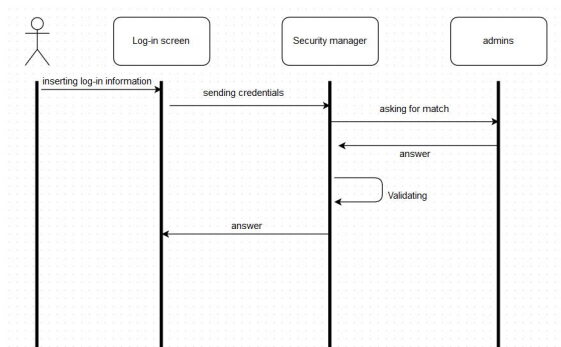 Log-in screen
Security manager
admins
inserting log-in information
sending credentials
asking for match
answer
Validating
answer